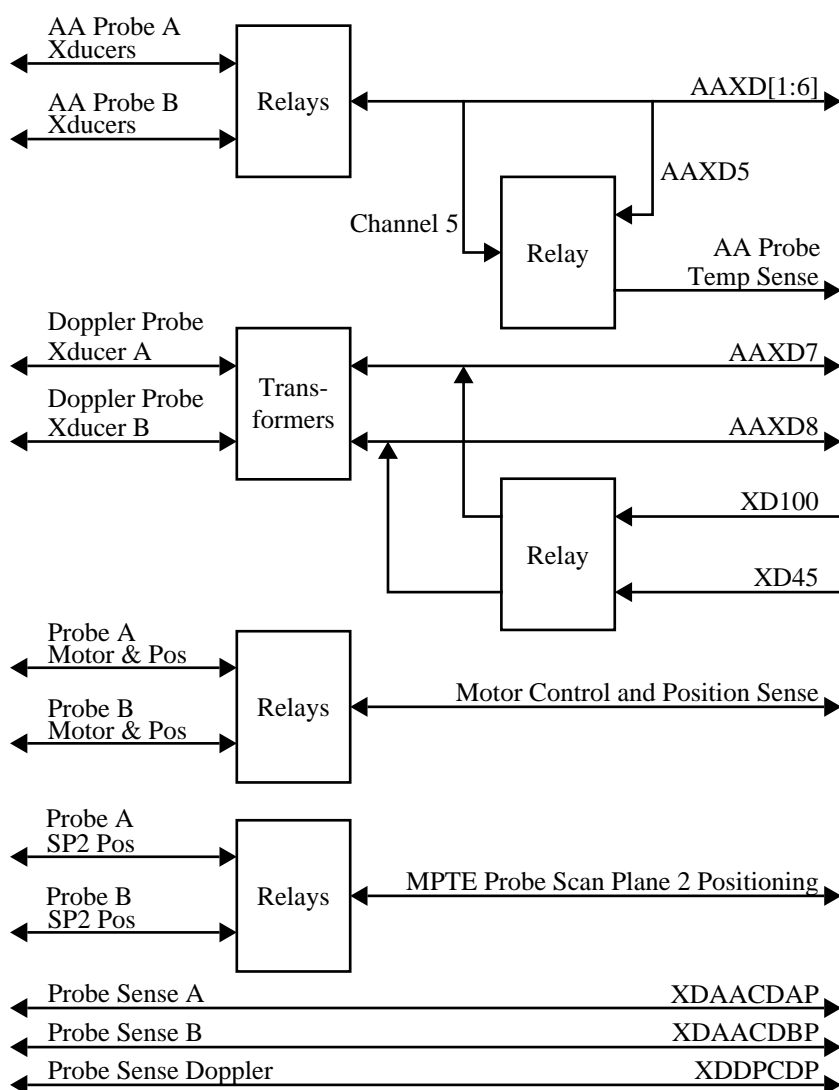 AA Probe A
Xducers
AA Probe B
Xducers
Relays
AAXD[1:6]
AAXD5
Channel 5
Relay
AA Probe
Temp Sense
Doppler Probe
Xducer A
Doppler Probe
Xducer B
Trans-
formers
AAXD7
AAXD8
XD100
Relay
XD45
Probe A
Motor & Pos
Probe B
Motor & Pos
Relays
Motor Control and Position Sense
Probe A
SP2 Pos
Probe B
SP2 Pos
Relays
MPTE Probe Scan Plane 2 Positioning
Probe Sense A
XDAACDAP
Probe Sense B
XDAACDBP
Probe Sense Doppler
XDDPCDP